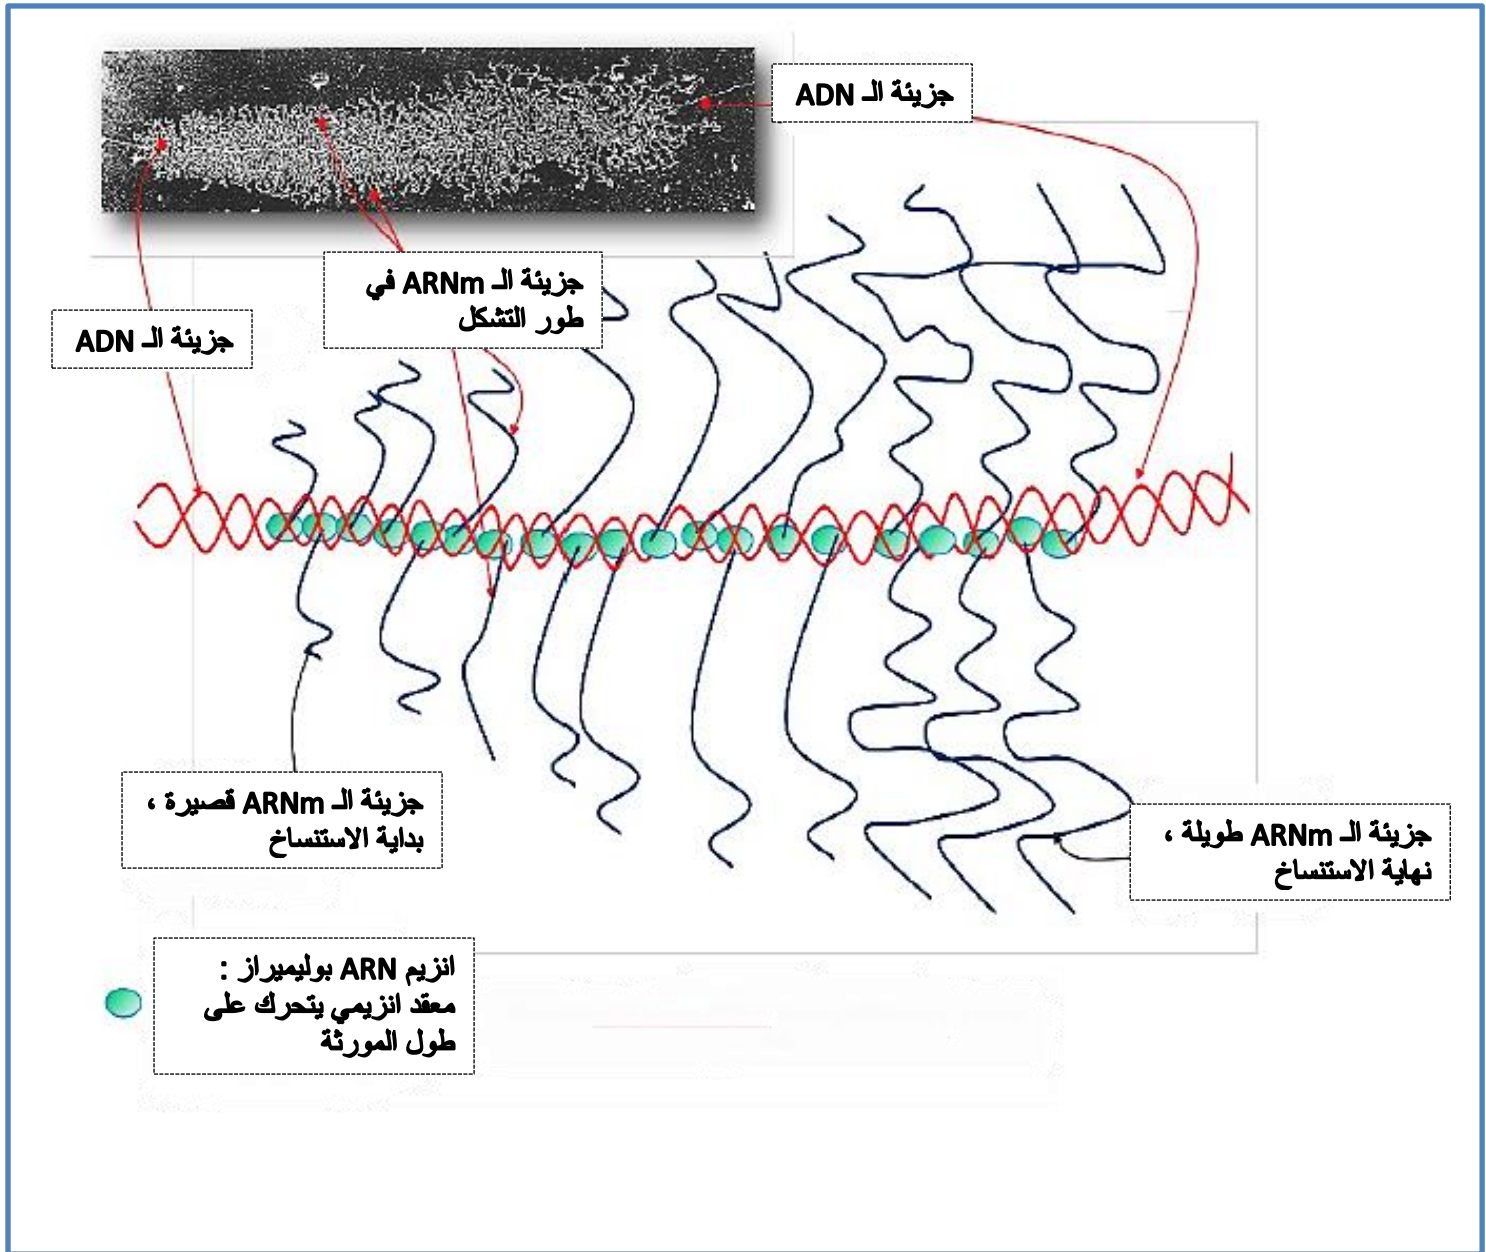 جزيئة الـ ADN
جزيئة الـ ARNm في
طور التشكل
جزيئة الـ ADN
جزيئة الـ ARNm قصيرة ،
بداية الاستنساخ
جزيئة الـ ARNm طويلة ،
نهاية الاستنساخ
انزيم ARN بوليميراز :
معقد انزيمي يتحرك على
طول المورثة